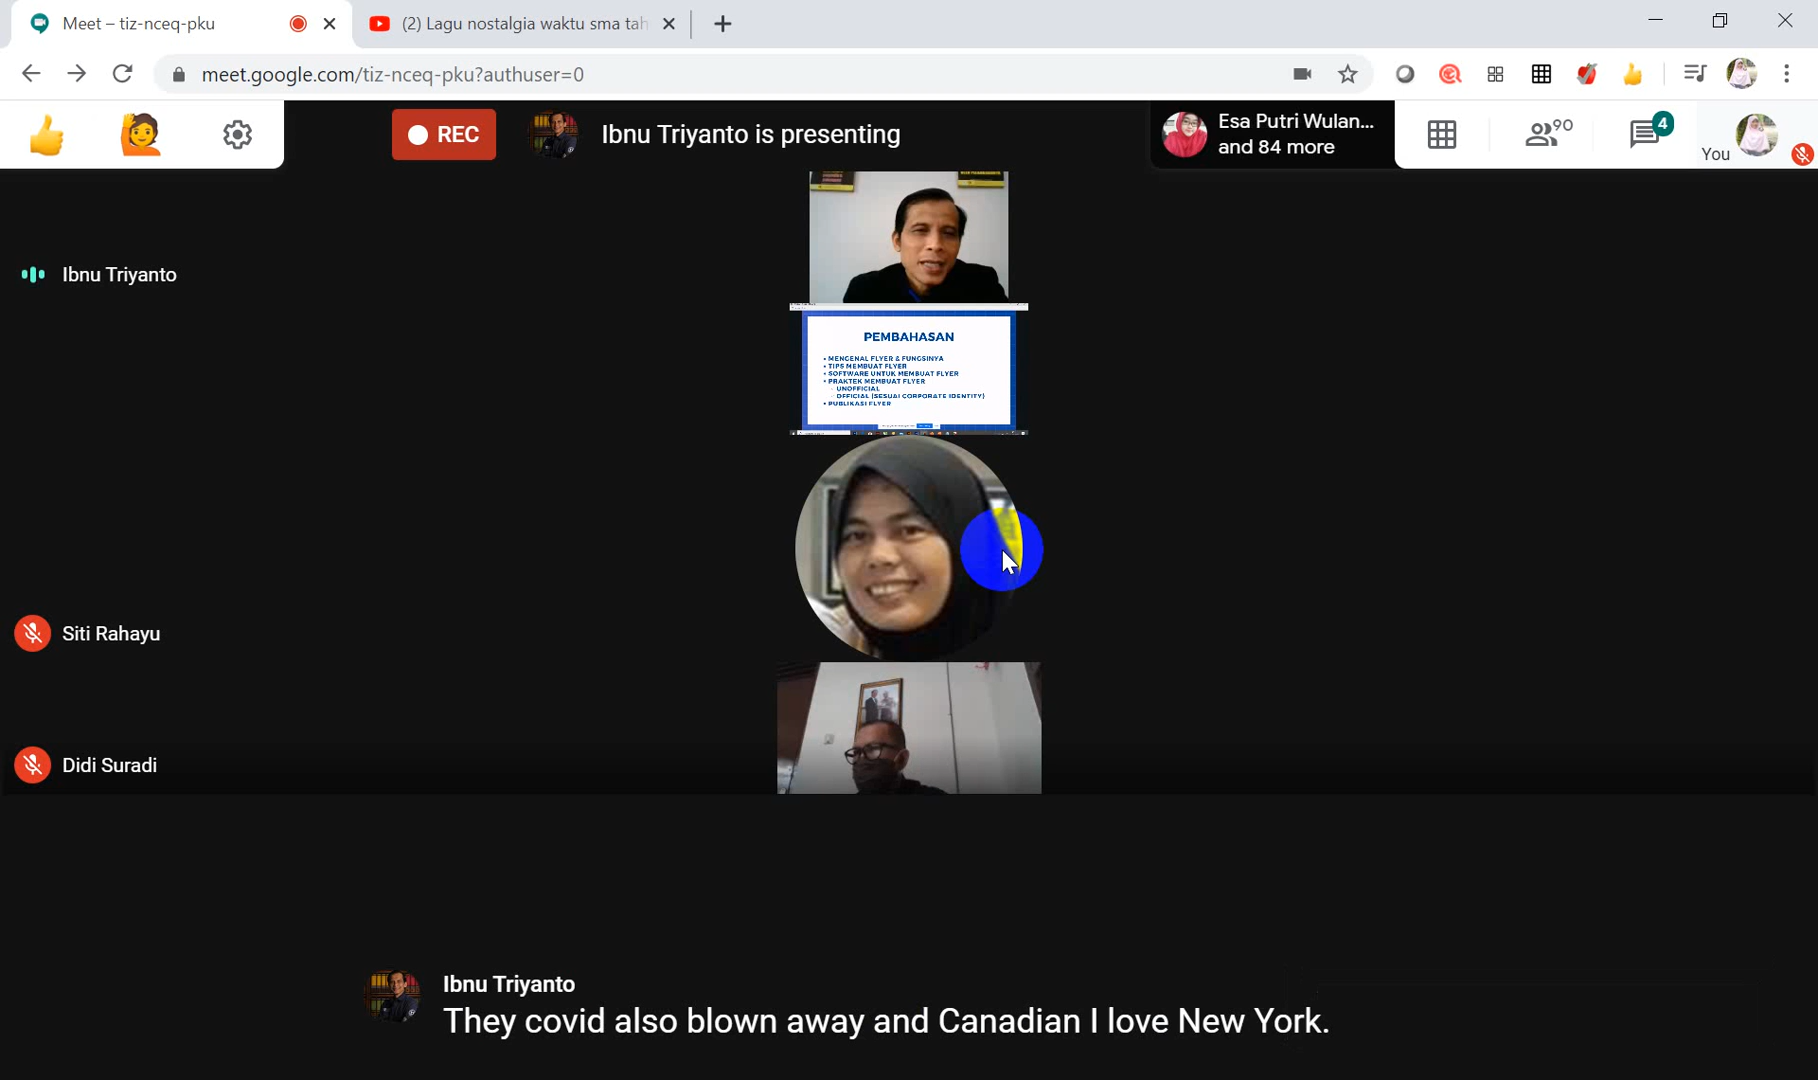 Meet – tiz-nceq-pku
(2) Lagu nostalgia waktu sma tah
meet.google.com/tiz-nceq-pku?authuser=0
REC
Ibnu Triyanto is presenting
Esa Putri Wulan...
and 84 more
90
4
You
Ibnu Triyanto
PEMBAHASAN
• MENGENAL FLYER & FUNGSINYA
• TIPS MEMBUAT FLYER
• SOFTWARE UNTUK MEMBUAT FLYER
• PRAKTEK MEMBUAT FLYER
- UNOFFICIAL
- OFFICIAL (SESUAI CORPORATE IDENTITY)
• PUBLIKASI FLYER
Siti Rahayu
Didi Suradi
Ibnu Triyanto
They covid also blown away and Canadian I love New York.